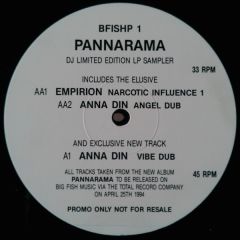 BFISHP 1
PANNARAMA
DJ LIMITED EDITION LP SAMPLER
33 RPM
INCLUDES THE ELUSIVE
AA1 EMPIRION NARCOTIC INFLUENCE 1
AA2 ANNA DIN ANGEL DUB
AND EXCLUSIVE NEW TRACK
A1 ANNA DIN VIBE DUB
45 RPM
ALL TRACKS TAKEN FROM THE NEW ALBUM
PANNARAMA TO BE RELEASED ON
BIG FISH MUSIC VIA THE TOTAL RECORD COMPANY
ON APRIL 25TH 1994
PROMO ONLY NOT FOR RESALE